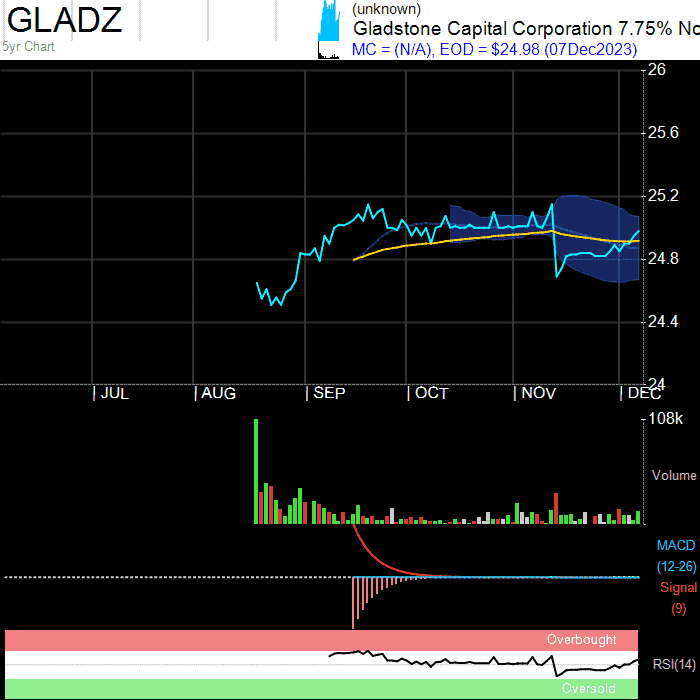 GLADZ
5yr Chart
(unknown)
Gladstone Capital Corporation 7.75% No
MC = (N/A), EOD = $24.98 (07Dec2023)
26
25.6
25.2
24.8
24.4
24
JUL AUG SEP OCT NOV DEC
108k
Volume
MACD
(12-26)
Signal
(9)
Overbought
RSI(14)
Oversold